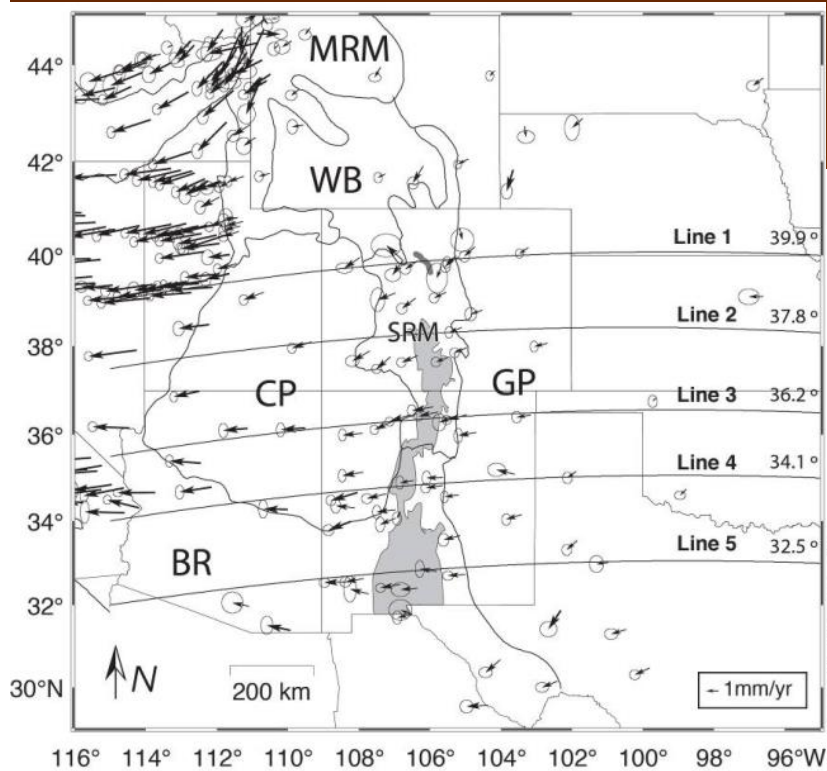 44°
MRM
42°
WB
40°
Line 1 39.9 °
Line 2 37.8 °
SRM
38°
CP
GP
Line 3 36.2 °
36°
Line 4 34.1 °
34°
Line 5 32.5 °
BR
32°
N
200 km
1mm/yr
30°N
116° 114° 112° 110° 108° 106° 104° 102° 100° 98° 96°W